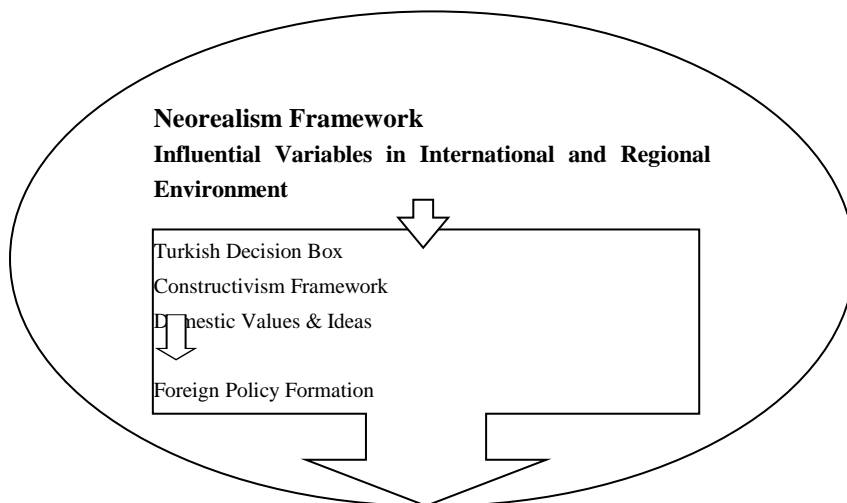 Neorealism Framework
Influential Variables in International and Regional
Environment
Turkish Decision Box
Constructivism Framework
Domestic Values & Ideas
Foreign Policy Formation